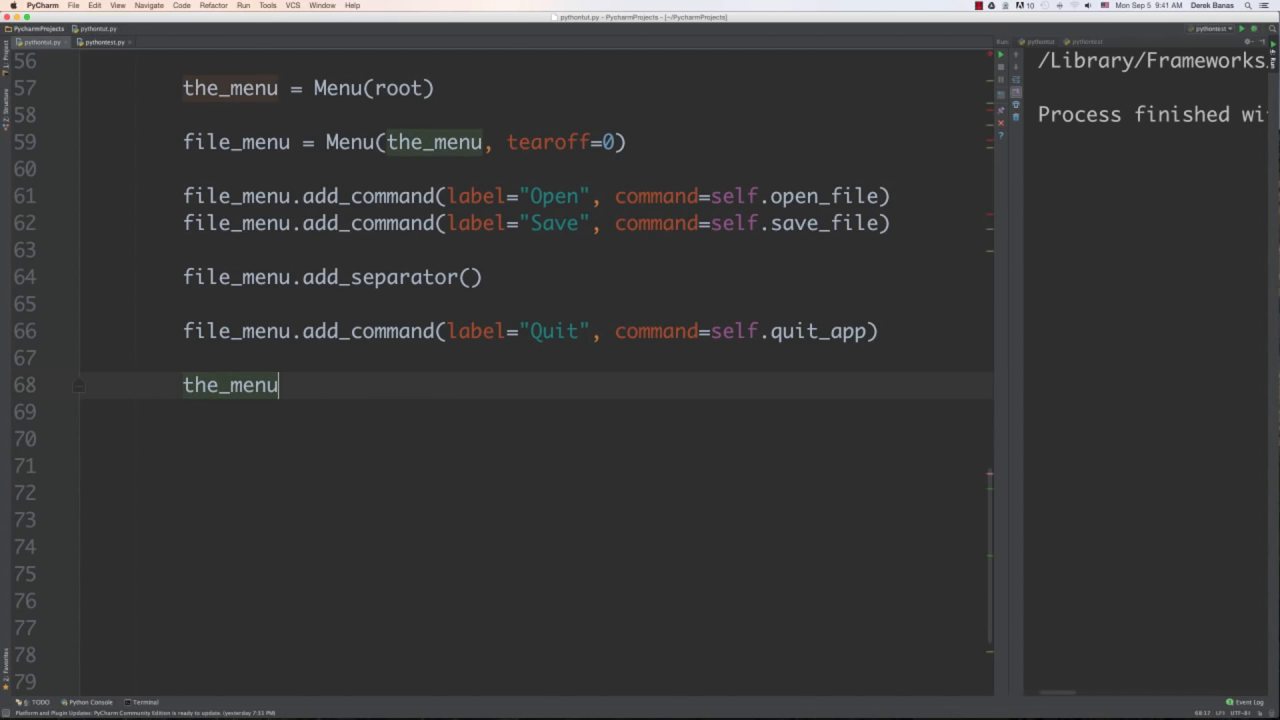 PyCharm File Edit View Navigate Code Refactor Run Tools VCS Window Help
10 Mon Sep 5 9:41 AM Derek Banas
pythontut.py - PycharmProjects - [~/PycharmProjects]
PycharmProjects pythontut.py pythontest
pythontut.py pythontest.py Run: pythontut pythontest
1: Project
Z: Structure
2: Favorites
Run
56
57 the_menu = Menu(root)
58
59 file_menu = Menu(the_menu, tearoff=0)
60
61 file_menu.add_command(label="Open", command=self.open_file)
62 file_menu.add_command(label="Save", command=self.save_file)
63
64 file_menu.add_separator()
65
66 file_menu.add_command(label="Quit", command=self.quit_app)
67
68 the_menu
69
70
71
72
73
74
75
76
77
78
79
/Library/Frameworks
Process finished wi
6: TODO Python Console Terminal Event Log
Platform and Plugin Updates: PyCharm Community Edition is ready to update. (yesterday 7:51 PM) 68:17 LF÷ UTF-8÷